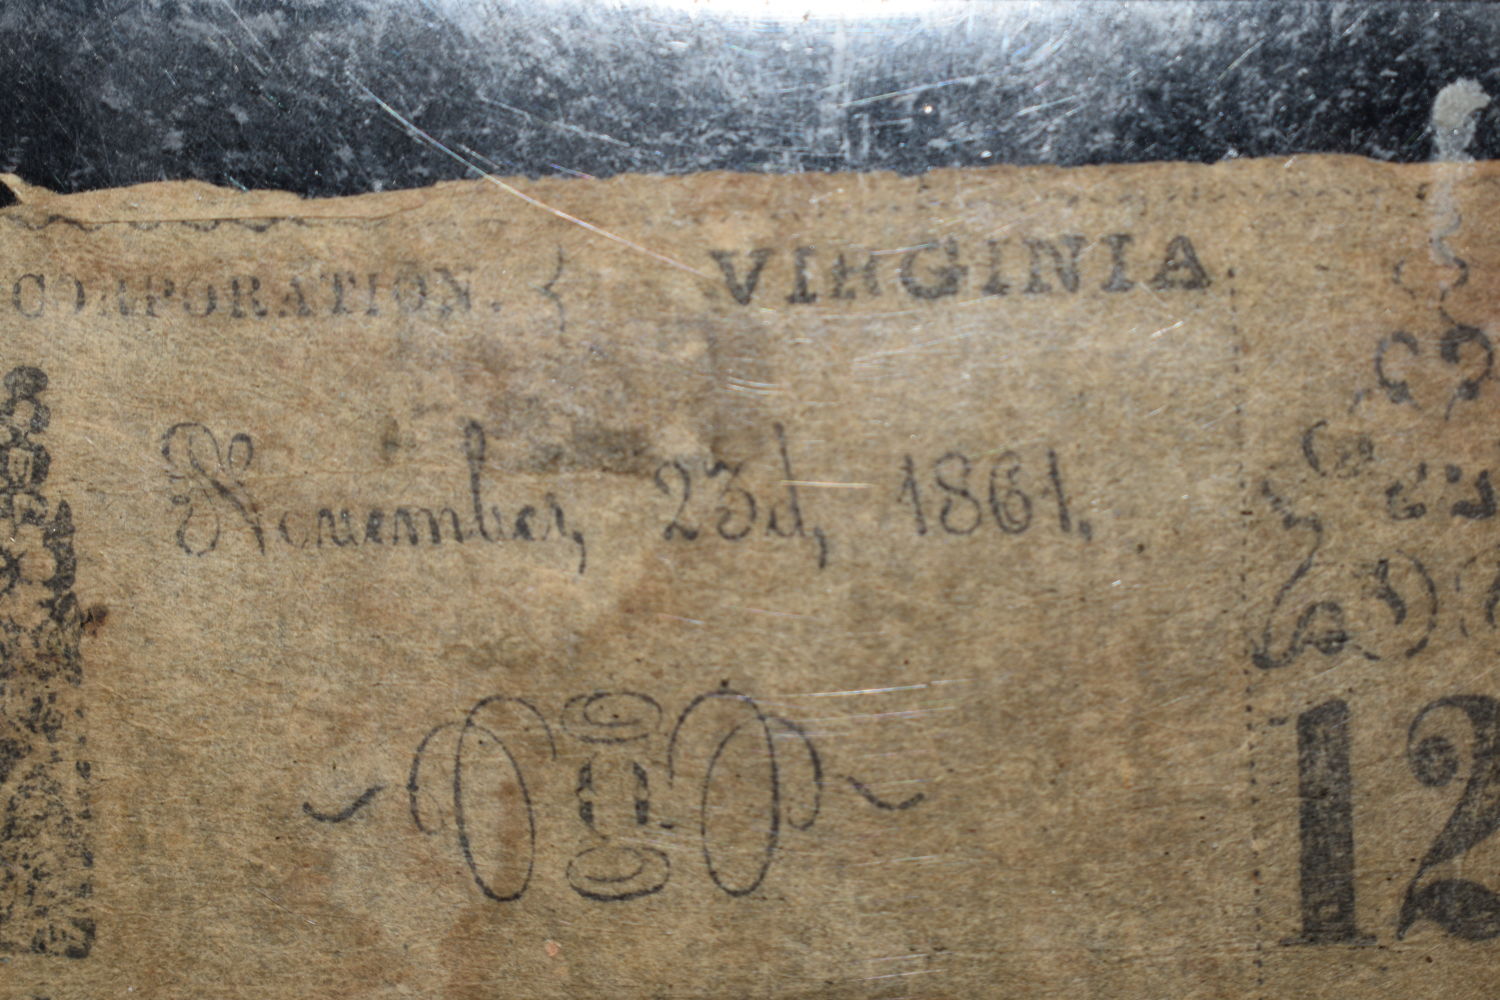 CORPORATION. { VIRGINIA
November, 23d, 1861.
12